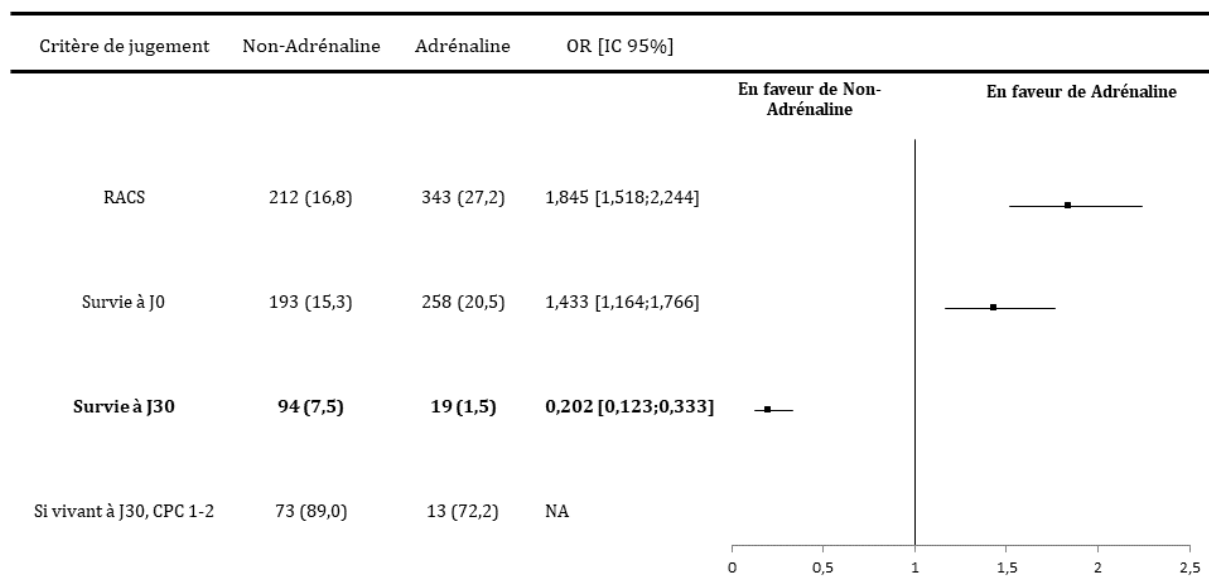 Critère de jugement Non-Adrénaline Adrénaline OR [IC 95%]
En faveur de Non-Adrénaline En faveur de Adrénaline
RACS 212 (16,8) 343 (27,2) 1,845 [1,518;2,244]
Survie à J0 193 (15,3) 258 (20,5) 1,433 [1,164;1,766]
Survie à J30 94 (7,5) 19 (1,5) 0,202 [0,123;0,333]
Si vivant à J30, CPC 1-2 73 (89,0) 13 (72,2) NA
0 0,5 1 1,5 2 2,5